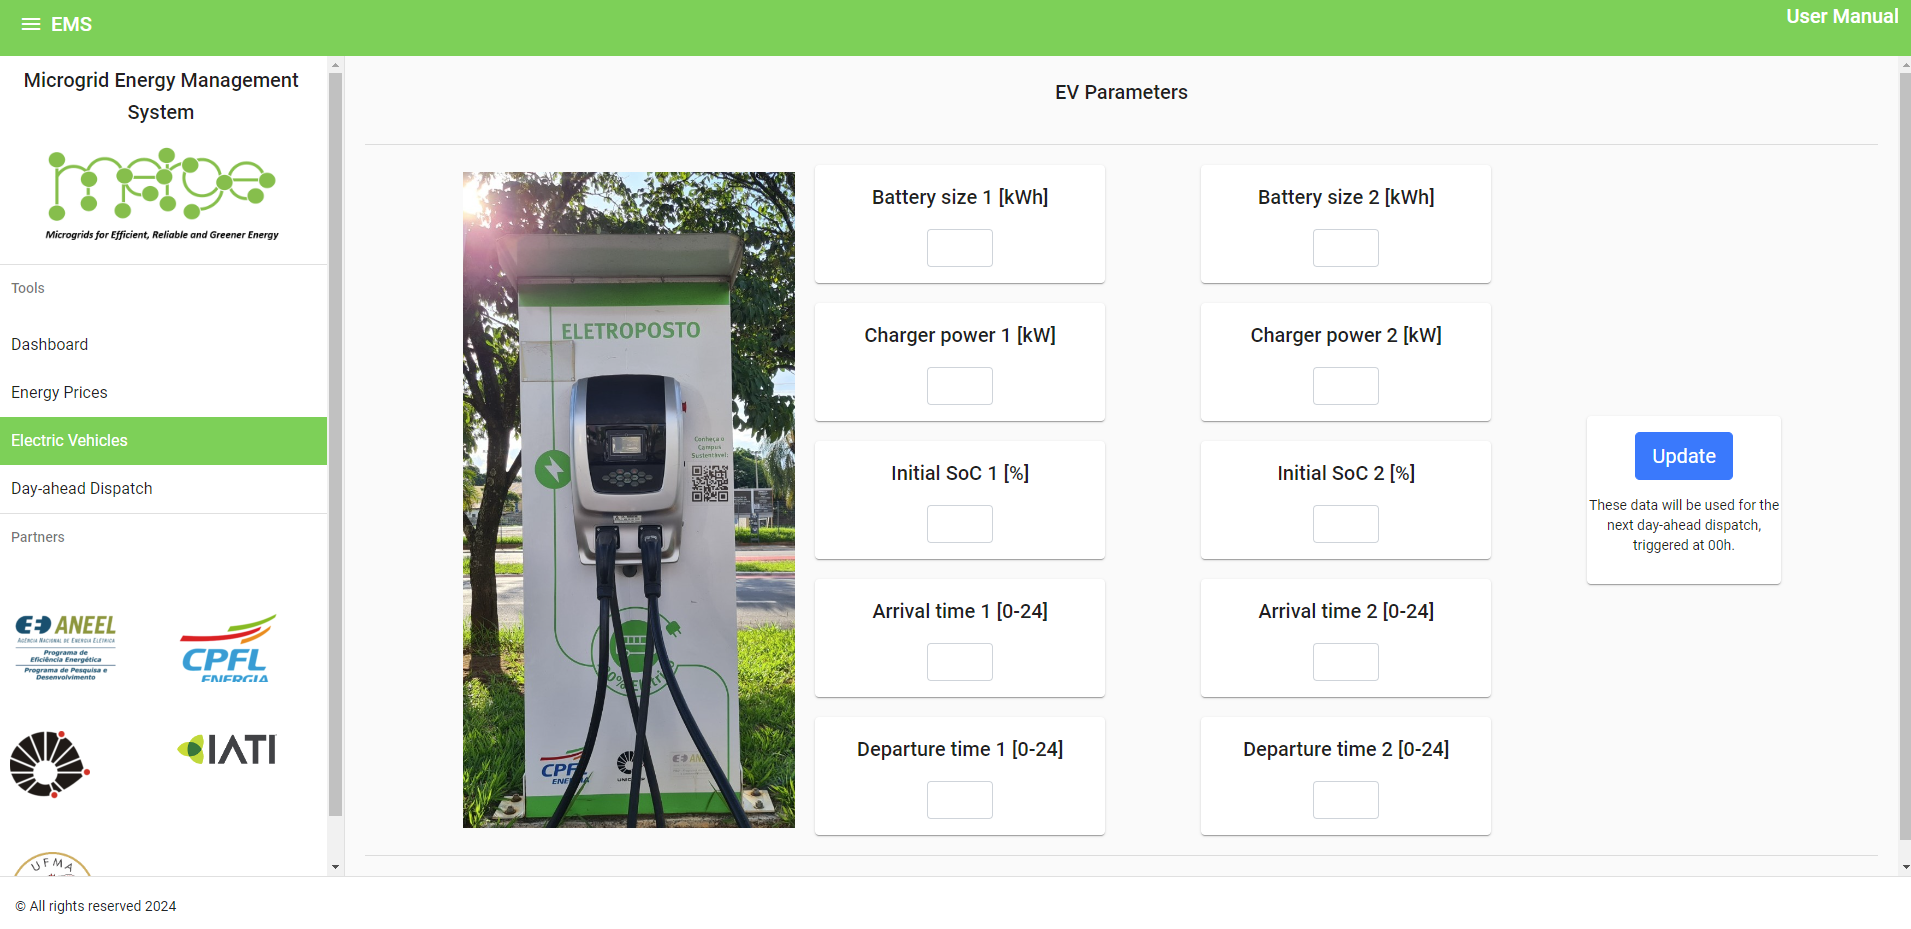 EMS
User Manual
Microgrid Energy Management
System
merge
Microgrids for Efficient, Reliable and Greener Energy
Tools
Dashboard
Energy Prices
Electric Vehicles
Day-ahead Dispatch
Partners
ANEEL
AGÊNCIA NACIONAL DE ENERGIA ELÉTRICA
Programa de
Eficiência Energética
Programa de Pesquisa e
Desenvolvimento
CPFL
ENERGIA
IATI
UFMA
© All rights reserved 2024
EV Parameters
ELETROPOSTO
Conheça o
Campus
Sustentável:
CPFL
ENERGIA
Battery size 1 [kWh]
Battery size 2 [kWh]
Charger power 1 [kW]
Charger power 2 [kW]
Initial SoC 1 [%]
Initial SoC 2 [%]
Arrival time 1 [0-24]
Arrival time 2 [0-24]
Departure time 1 [0-24]
Departure time 2 [0-24]
Update
These data will be used for the
next day-ahead dispatch,
triggered at 00h.